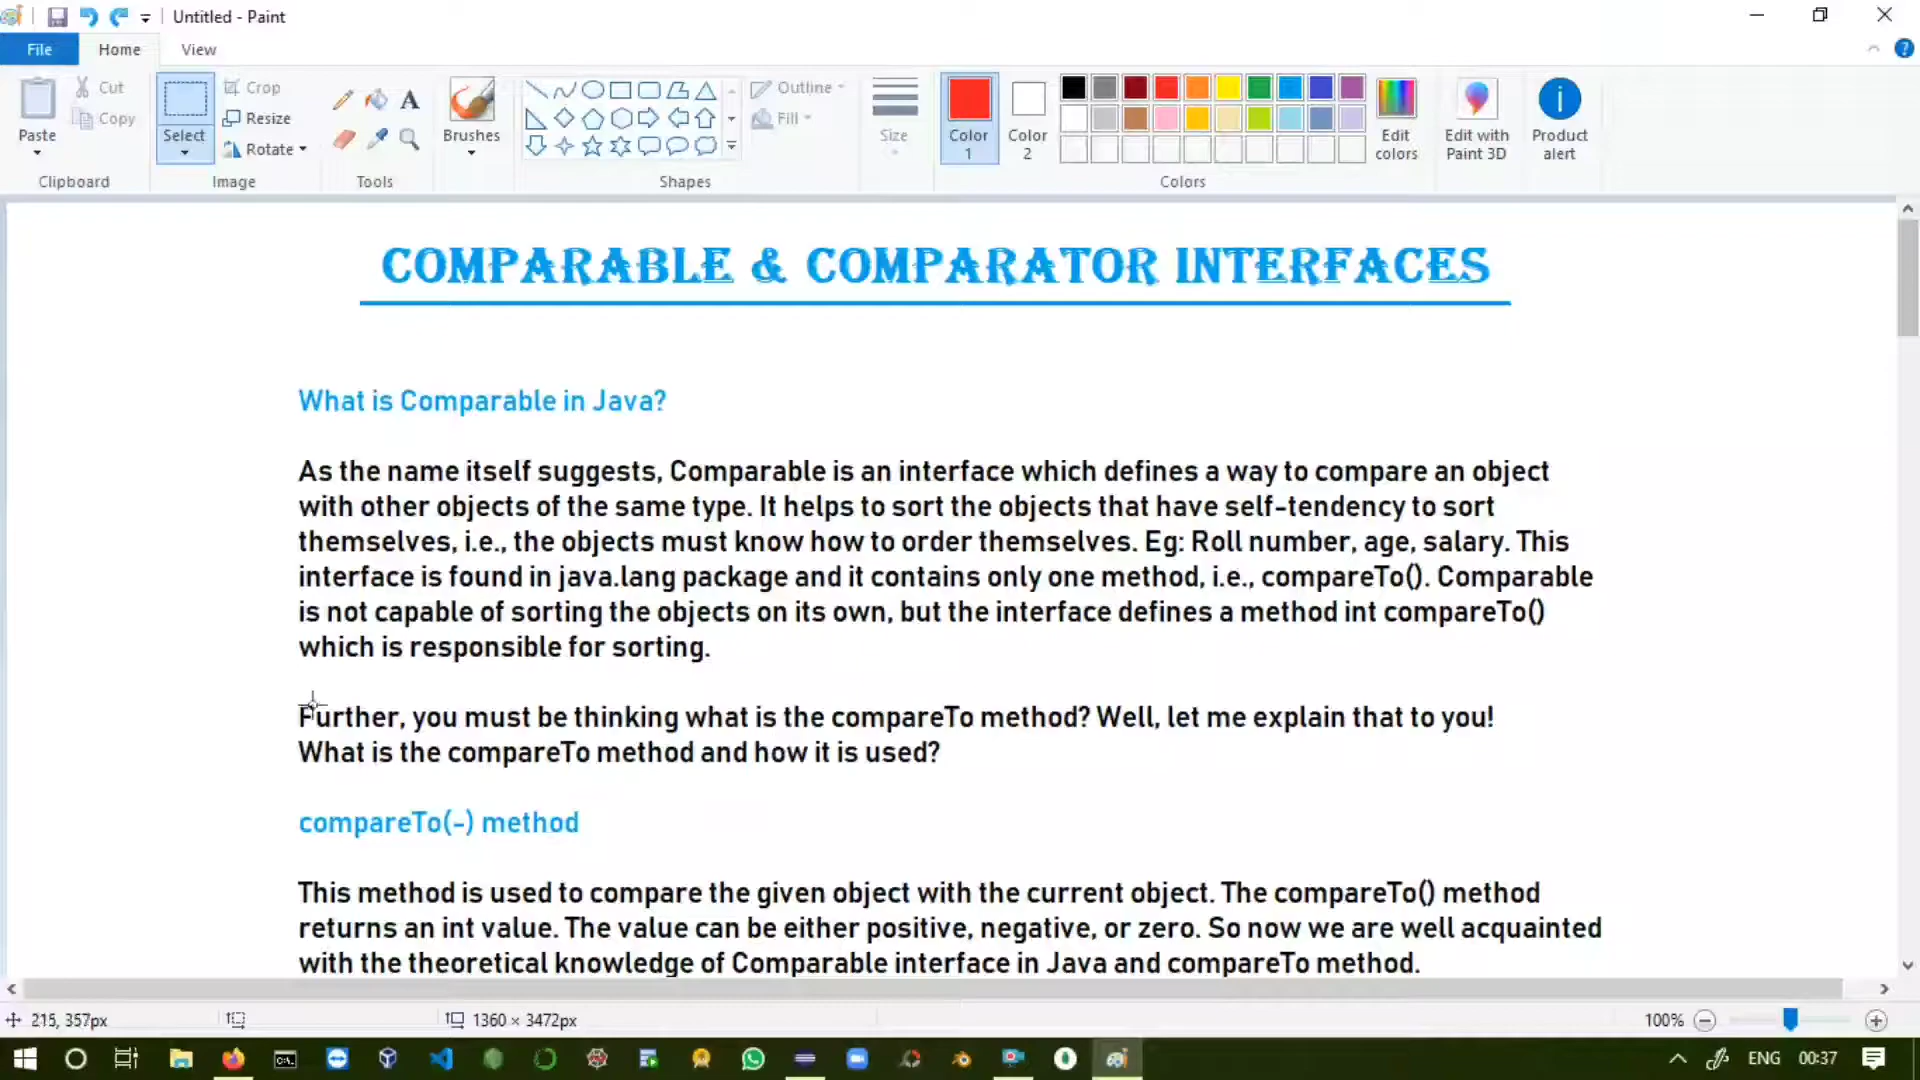 Untitled - Paint
File Home View
Paste
Cut
Copy
Clipboard
Select
Crop
Resize
Rotate
Image
A
Tools
Brushes
Shapes
Outline
Fill
Size
Color 1
Color 2
Colors
Edit colors
Edit with Paint 3D
Product alert
COMPARABLE & COMPARATOR INTERFACES
What is Comparable in Java?
As the name itself suggests, Comparable is an interface which defines a way to compare an object
with other objects of the same type. It helps to sort the objects that have self-tendency to sort
themselves, i.e., the objects must know how to order themselves. Eg: Roll number, age, salary. This
interface is found in java.lang package and it contains only one method, i.e., compareTo(). Comparable
is not capable of sorting the objects on its own, but the interface defines a method int compareTo()
which is responsible for sorting.
Further, you must be thinking what is the compareTo method? Well, let me explain that to you!
What is the compareTo method and how it is used?
compareTo(-) method
This method is used to compare the given object with the current object. The compareTo() method
returns an int value. The value can be either positive, negative, or zero. So now we are well acquainted
with the theoretical knowledge of Comparable interface in Java and compareTo method.
215, 357px
1360 × 3472px
100%
ENG 00:37